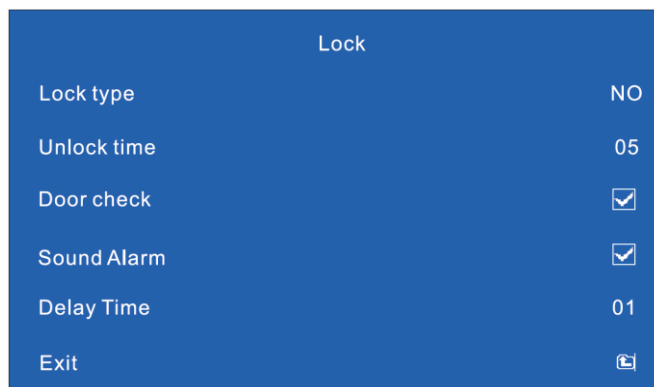 Lock
Lock type NO
Unlock time 05
Door check
Sound Alarm
Delay Time 01
Exit